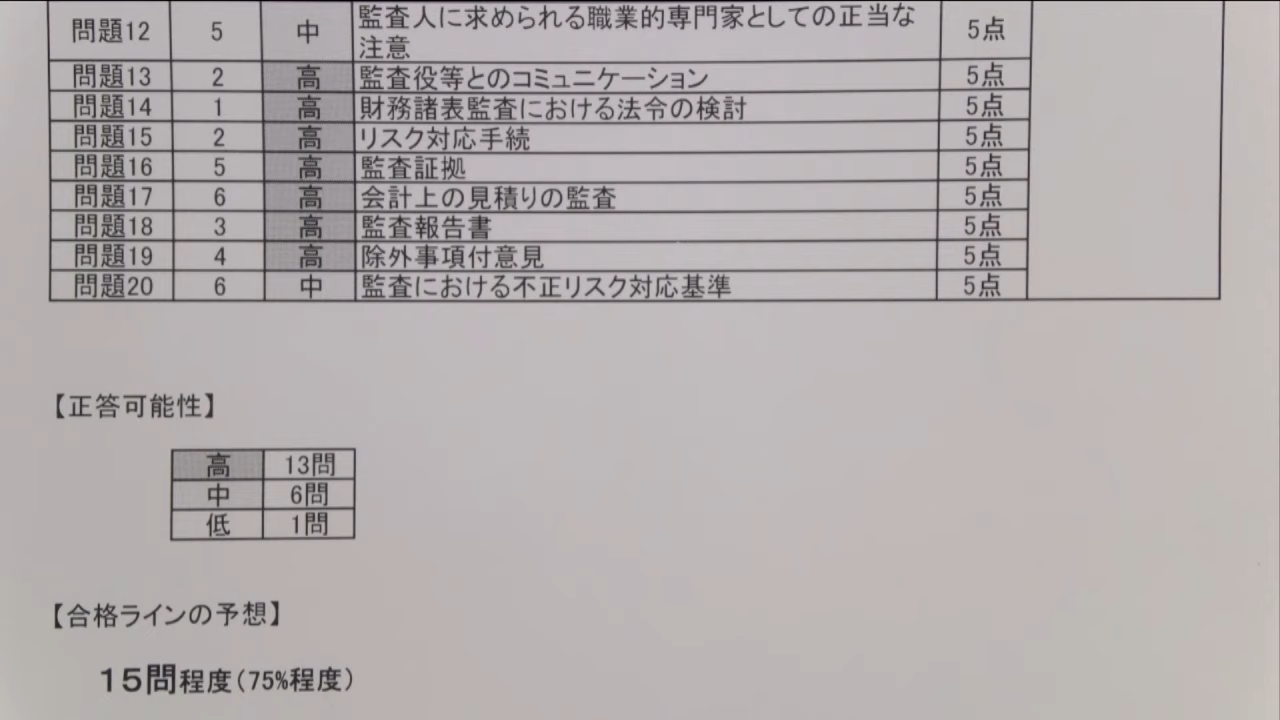 問題12 5 中 監査人に求められる職業的専門家としての正当な
注意 5点
問題13 2 高 監査役等とのコミュニケーション 5点
問題14 1 高 財務諸表監査における法令の検討 5点
問題15 2 高 リスク対応手続 5点
問題16 5 高 監査証拠 5点
問題17 6 高 会計上の見積りの監査 5点
問題18 3 高 監査報告書 5点
問題19 4 高 除外事項付意見 5点
問題20 6 中 監査における不正リスク対応基準 5点
【正答可能性】
高 13問
中 6問
低 1問
【合格ラインの予想】
15問程度(75%程度)